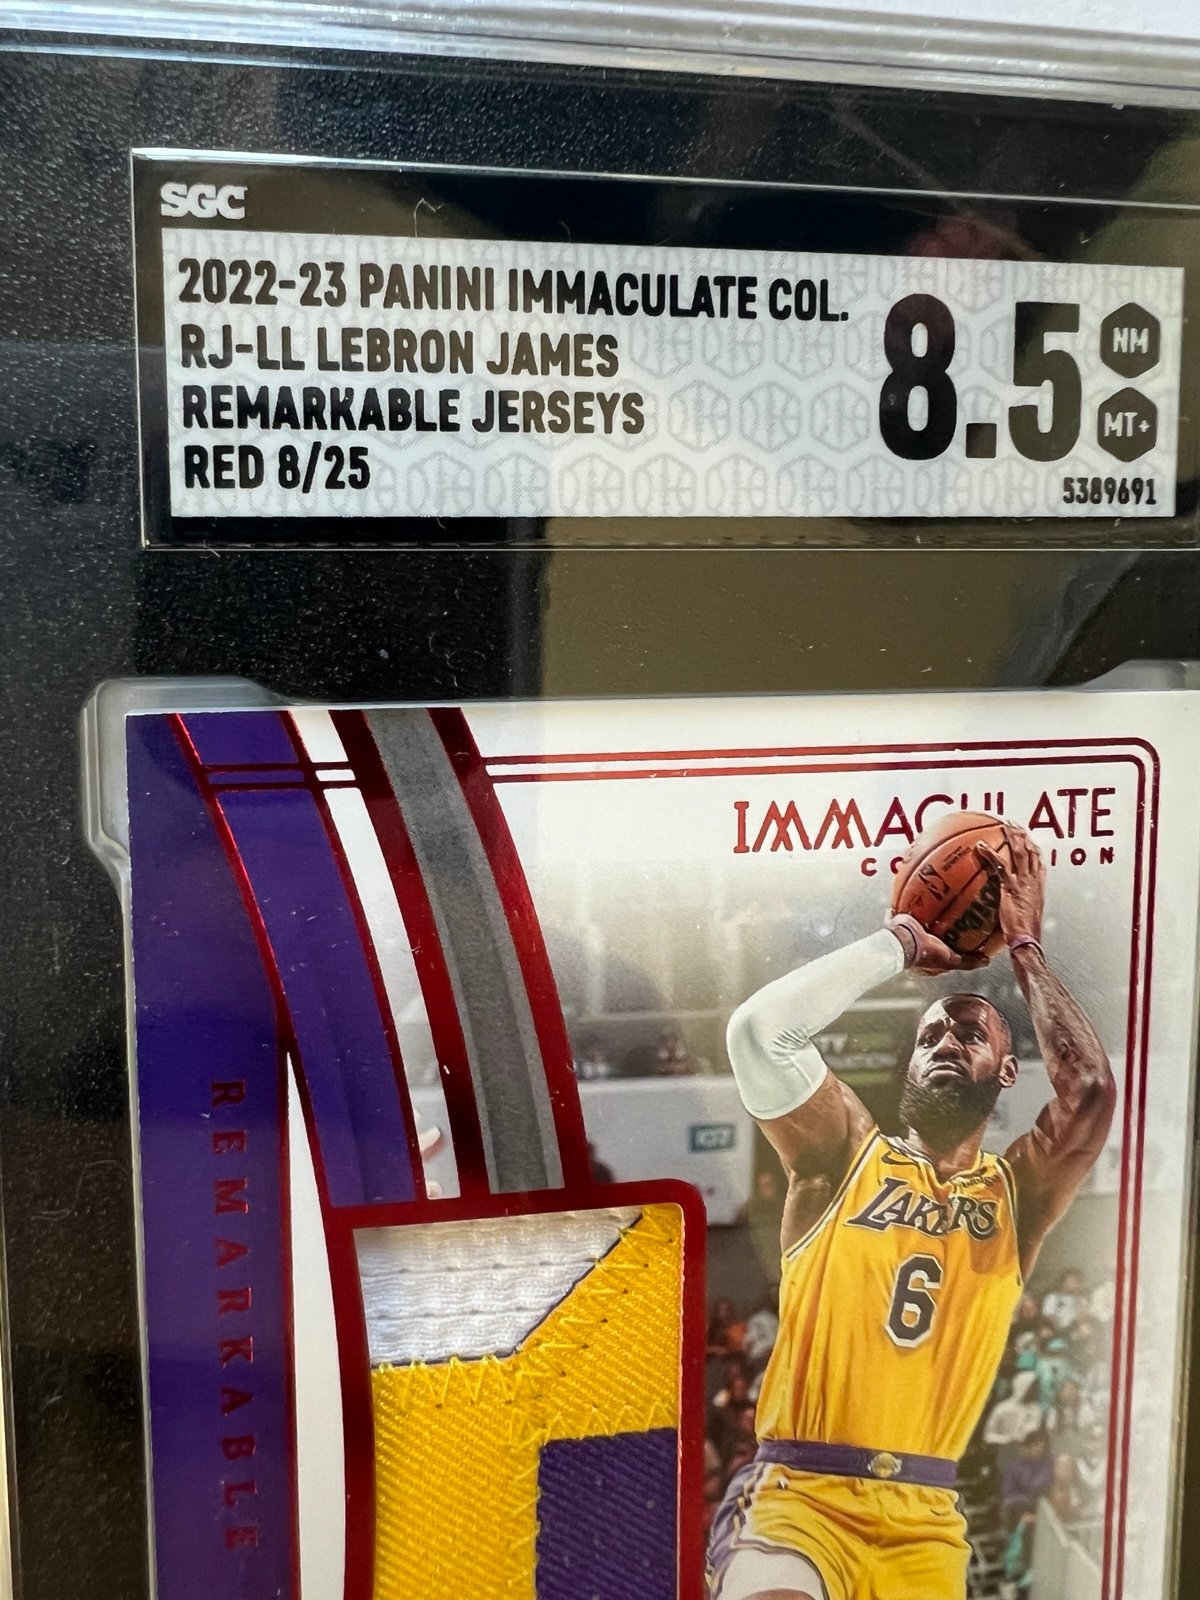 SGC
2022-23 PANINI IMMACULATE COL.
RJ-LL LEBRON JAMES
REMARKABLE JERSEYS
RED 8/25
8.5
NM
MT+
5389691
IMMACULATE
LAKERS
6
REMARKABLE